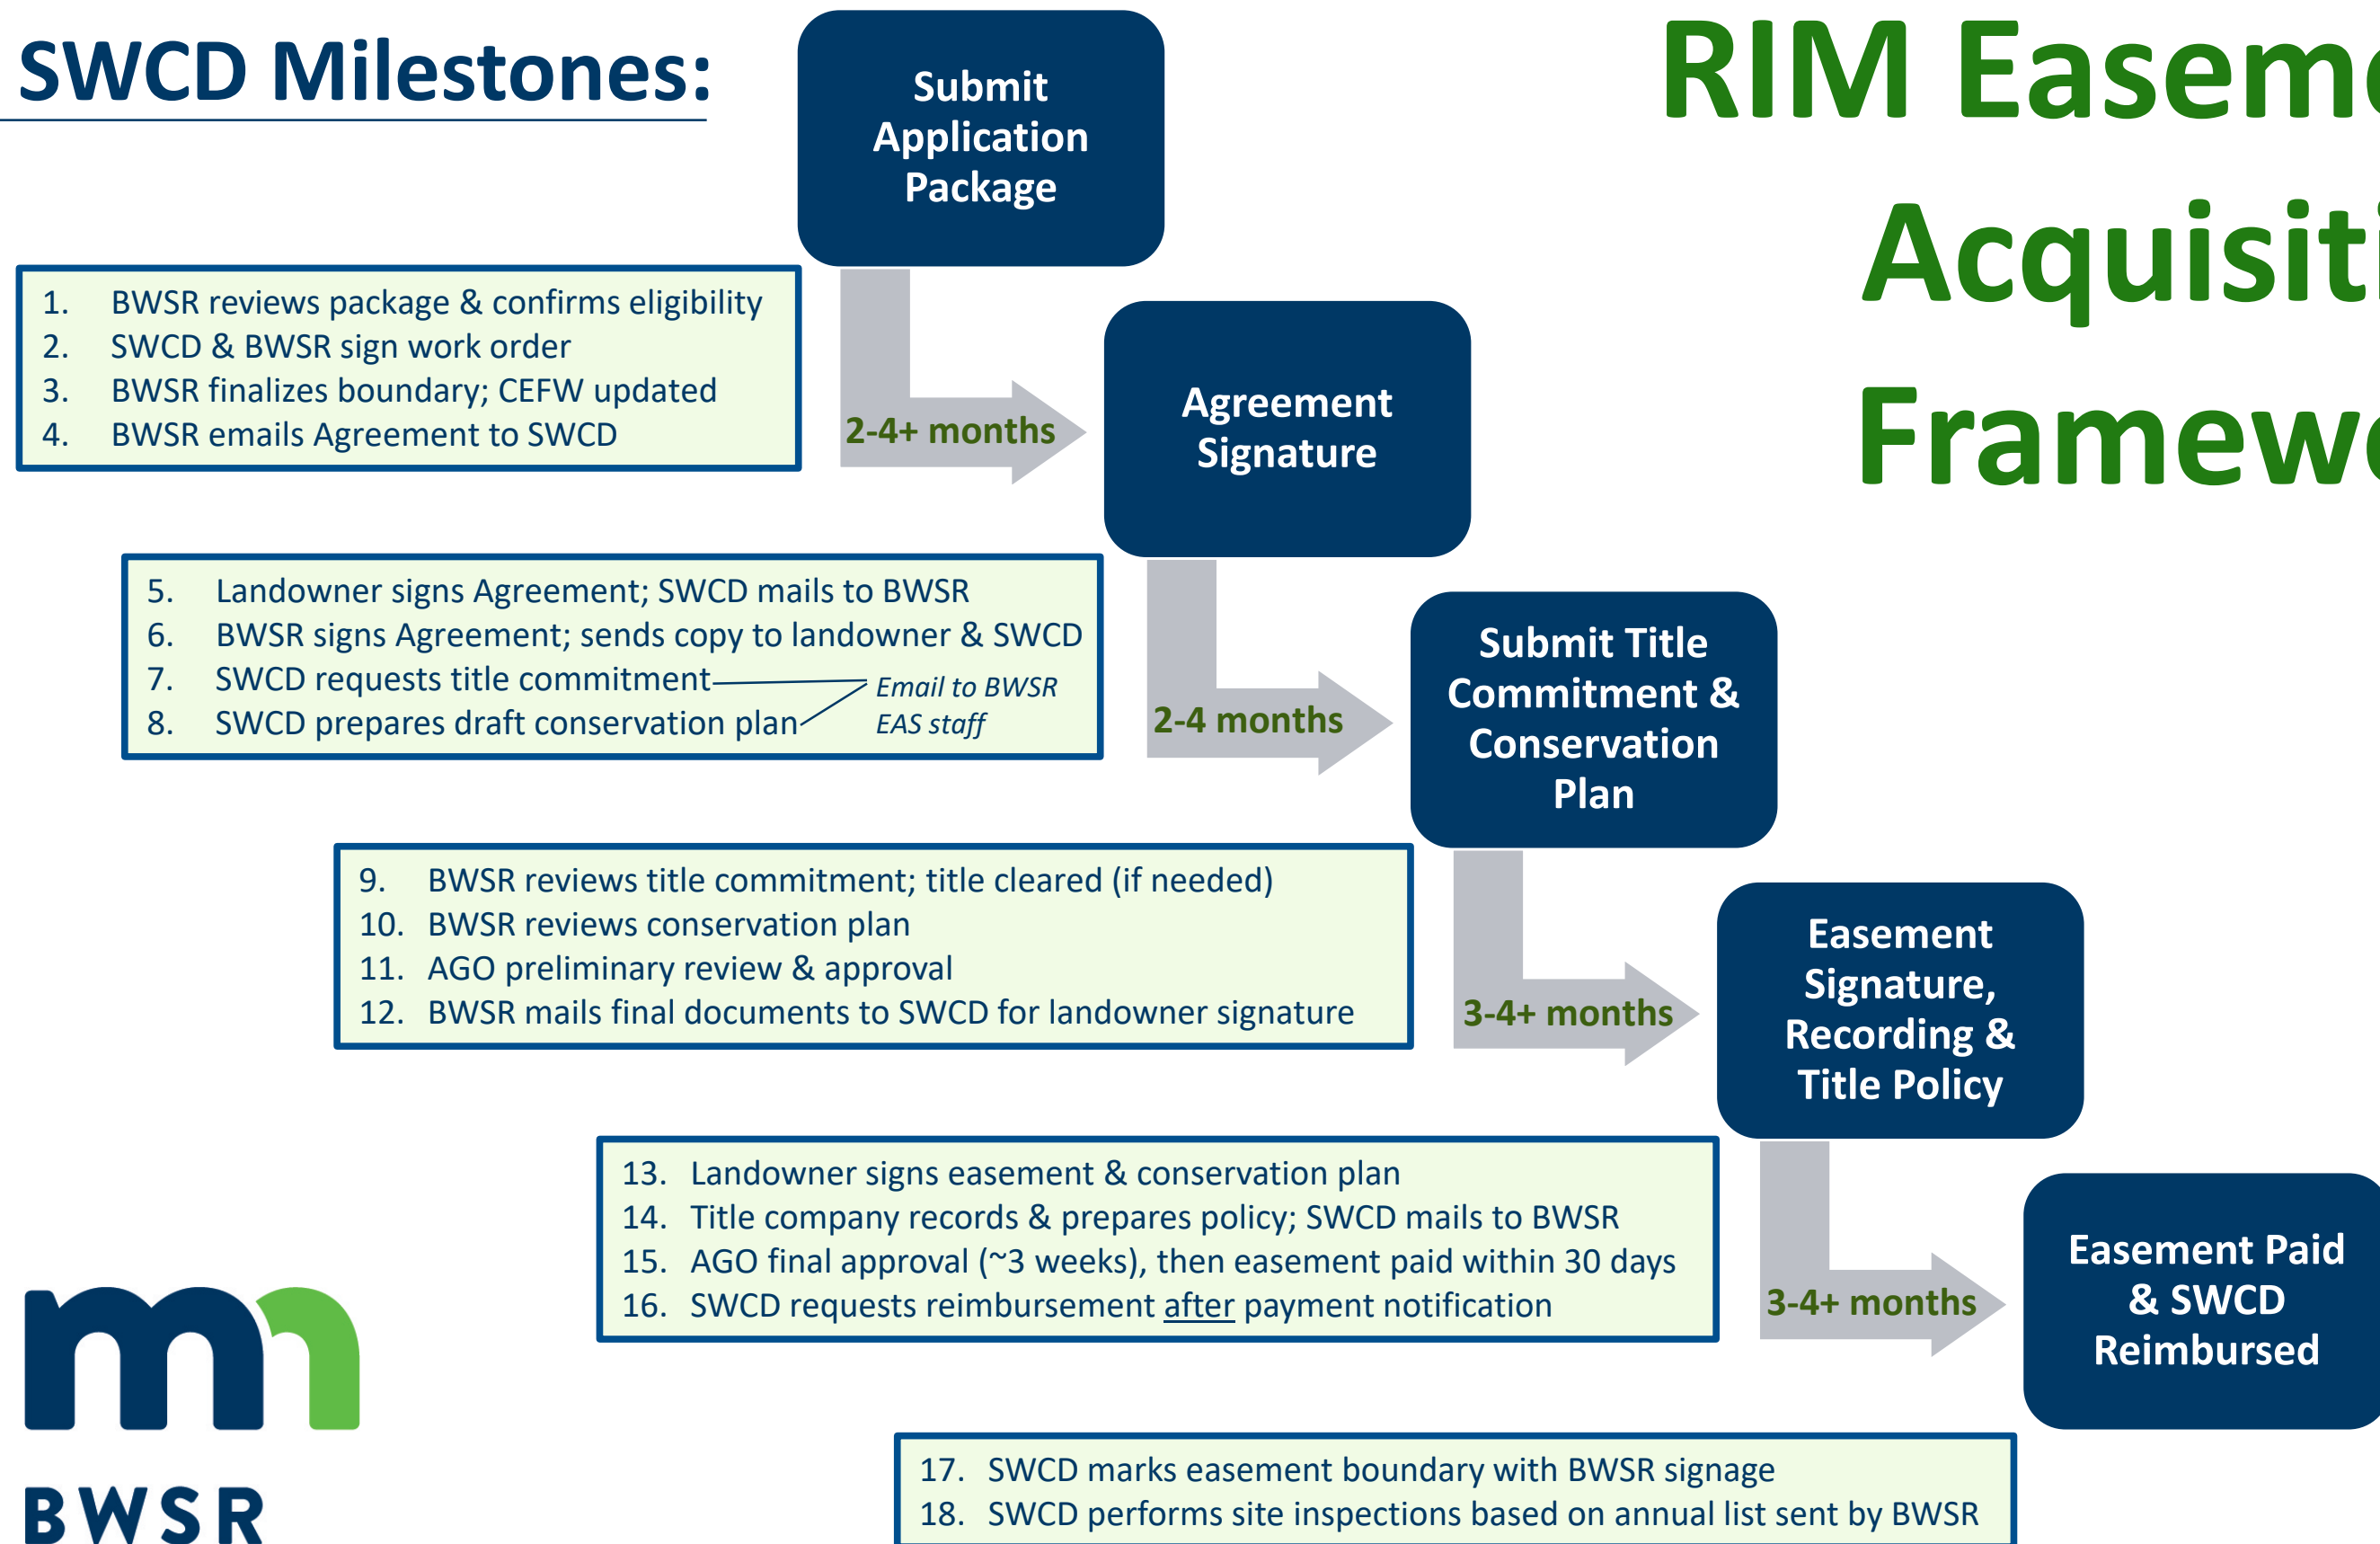 SWCD Milestones:
RIM Easeme
Acquisiti
Framewo
Submit
Application
Package
1. BWSR reviews package & confirms eligibility
2. SWCD & BWSR sign work order
3. BWSR finalizes boundary; CEFW updated
4. BWSR emails Agreement to SWCD
2-4+ months
Agreement
Signature
5. Landowner signs Agreement; SWCD mails to BWSR
6. BWSR signs Agreement; sends copy to landowner & SWCD
7. SWCD requests title commitment
8. SWCD prepares draft conservation plan
Email to BWSR
EAS staff
2-4 months
Submit Title
Commitment &
Conservation
Plan
9. BWSR reviews title commitment; title cleared (if needed)
10. BWSR reviews conservation plan
11. AGO preliminary review & approval
12. BWSR mails final documents to SWCD for landowner signature
3-4+ months
Easement
Signature,
Recording &
Title Policy
13. Landowner signs easement & conservation plan
14. Title company records & prepares policy; SWCD mails to BWSR
15. AGO final approval (~3 weeks), then easement paid within 30 days
16. SWCD requests reimbursement after payment notification
3-4+ months
Easement Paid
& SWCD
Reimbursed
17. SWCD marks easement boundary with BWSR signage
18. SWCD performs site inspections based on annual list sent by BWSR
mn
BWSR